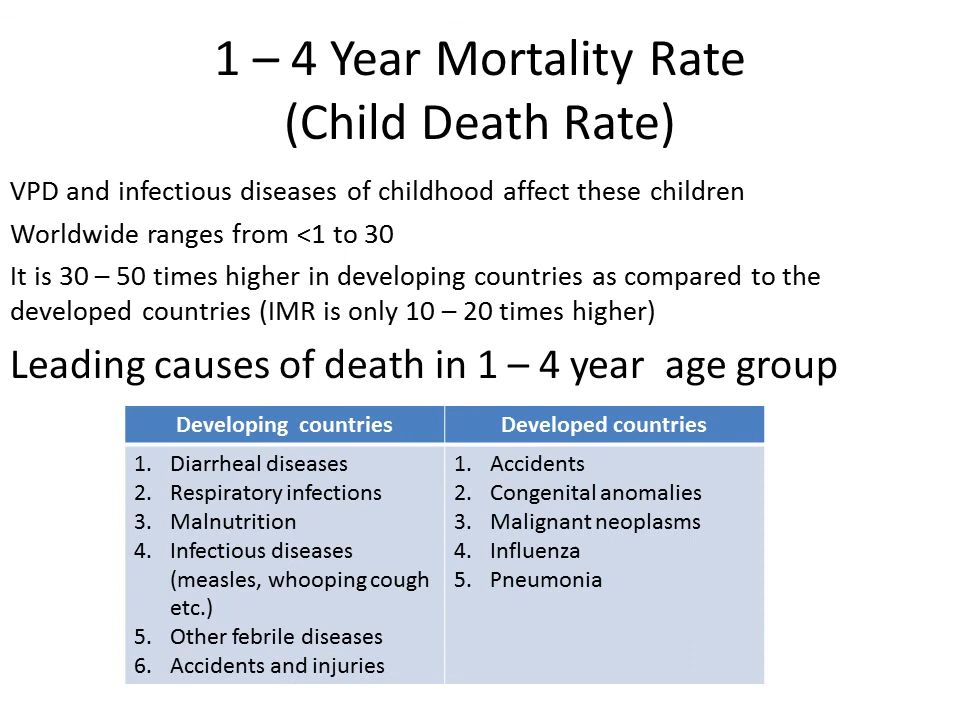 1 – 4 Year Mortality Rate
(Child Death Rate)
VPD and infectious diseases of childhood affect these children
Worldwide ranges from <1 to 30
It is 30 – 50 times higher in developing countries as compared to the
developed countries (IMR is only 10 – 20 times higher)
Leading causes of death in 1 – 4 year age group
Developing countries
1. Diarrheal diseases
2. Respiratory infections
3. Malnutrition
4. Infectious diseases
(measles, whooping cough
etc.)
5. Other febrile diseases
6. Accidents and injuries
Developed countries
1. Accidents
2. Congenital anomalies
3. Malignant neoplasms
4. Influenza
5. Pneumonia